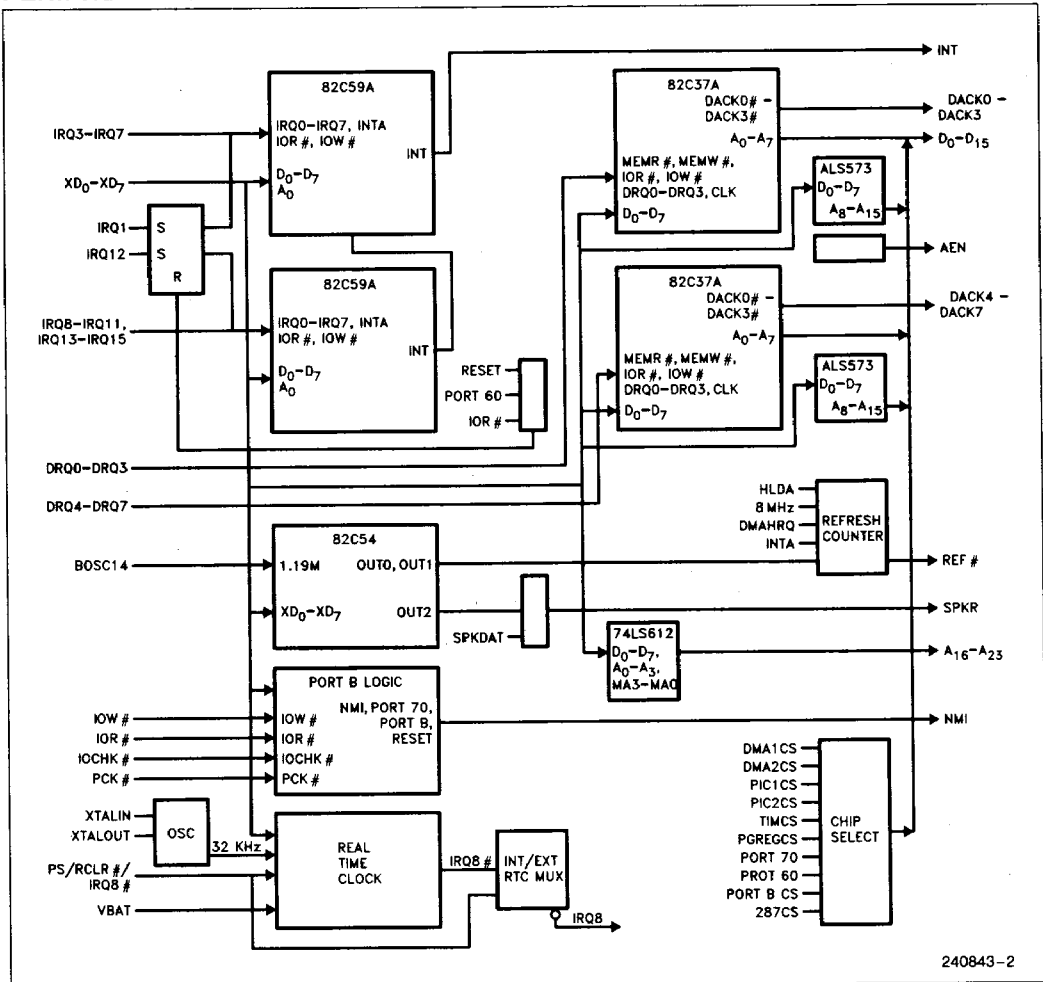 INT
82C59A
IRQ0-IRQ7, INTA
IOR #, IOW #
INT
D0-D7
A0
IRQ3-IRQ7
XD0-XD7
IRQ1
IRQ12
S
S
R
IRQ8-IRQ11,
IRQ13-IRQ15
82C59A
IRQ0-IRQ7, INTA
IOR #, IOW #
INT
D0-D7
A0
RESET
PORT 60
IOR #
DRQ0-DRQ3
DRQ4-DRQ7
82C37A
DACK0# -
DACK3#
A0-A7
MEMR #, MEMW #,
IOR #, IOW #
DRQ0-DRQ3, CLK
D0-D7
DACK0 -
DACK3
D0-D15
ALS573
D0-D7
A8-A15
AEN
82C37A
DACK0# -
DACK3#
A0-A7
MEMR #, MEMW #,
IOR #, IOW #
DRQ0-DRQ3, CLK
D0-D7
DACK4 -
DACK7
ALS573
D0-D7
A8-A15
BOSC14
82C54
1.19M
OUT0, OUT1
XD0-XD7
OUT2
SPKDAT
HLDA
8 MHz
DMAHRQ
INTA
REFRESH
COUNTER
REF #
SPKR
74LS612
D0-D7,
A0-A3,
MA3-MA0
A16-A23
PORT B LOGIC
NMI, PORT 70,
PORT B,
RESET
IOW #
IOR #
IOCHK #
PCK #
IOW #
IOR #
IOCHK #
PCK #
NMI
XTALIN
XTALOUT
OSC
32 KHz
PS/RCLR #/
IRQ8 #
VBAT
REAL
TIME
CLOCK
IRQ8 #
INT/EXT
RTC MUX
IRQ8
DMA1CS
DMA2CS
PIC1CS
PIC2CS
TIMCS
PGREGCS
PORT 70
PROT 60
PORT B CS
287CS
CHIP
SELECT
240843-2